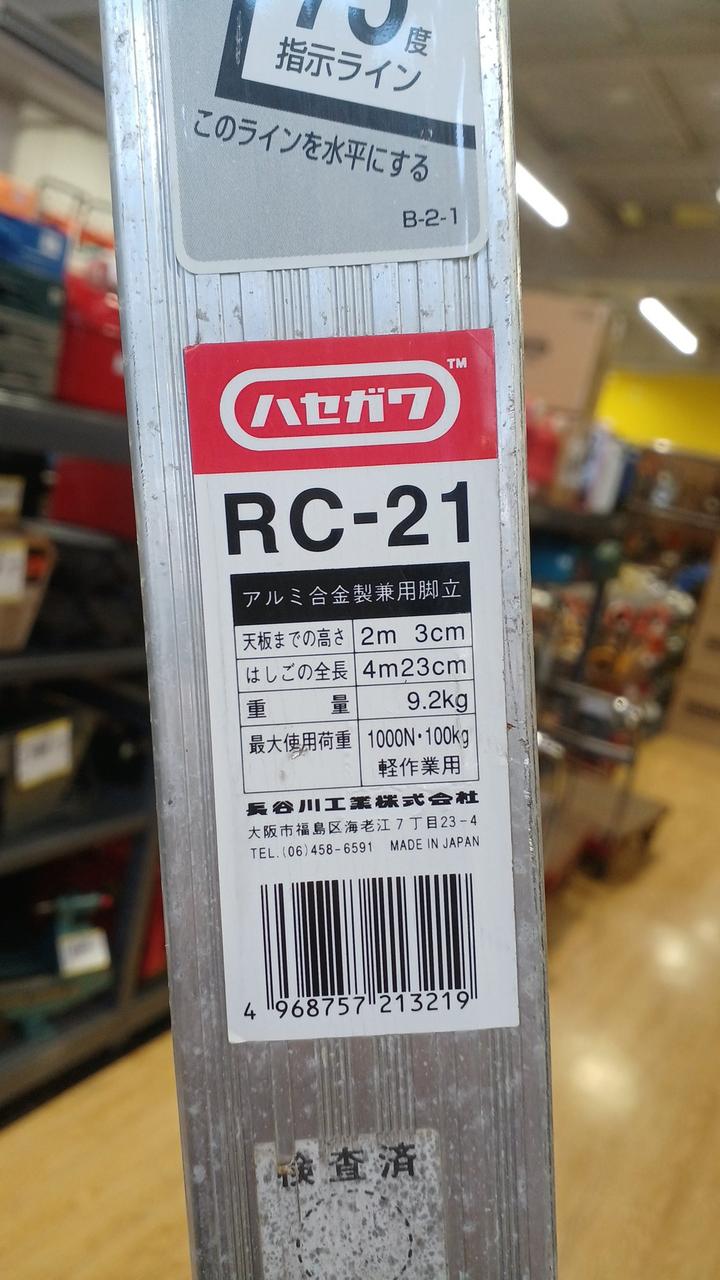 75度
指示ライン
このラインを水平にする
B-2-1
ハセガワ™
RC-21
アルミ合金製兼用脚立
天板までの高さ 2m 3cm
はしごの全長 4m23cm
重量 9.2kg
最大使用荷重 1000N・100kg
軽作業用
長谷川工業株式会社
大阪市福島区海老江7丁目23-4
TEL.(06)458-6591 MADE IN JAPAN
4 968757 213219
検査済